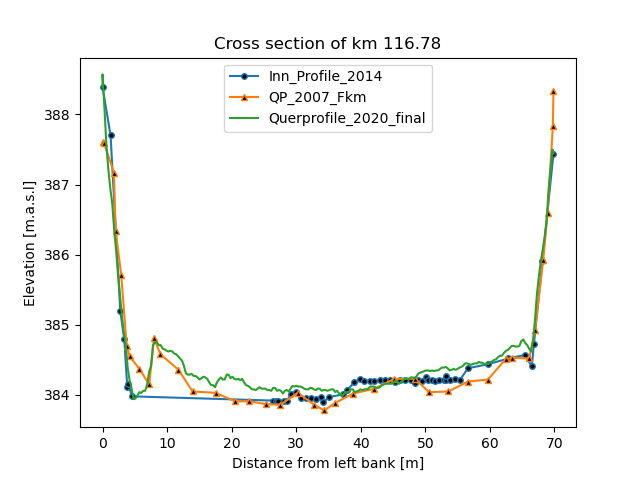 Cross section of km 116.78
Inn_Profile_2014
QP_2007_Fkm
Querprofile_2020_final
Elevation [m.a.s.l]
388
387
386
385
384
0 10 20 30 40 50 60 70
Distance from left bank [m]